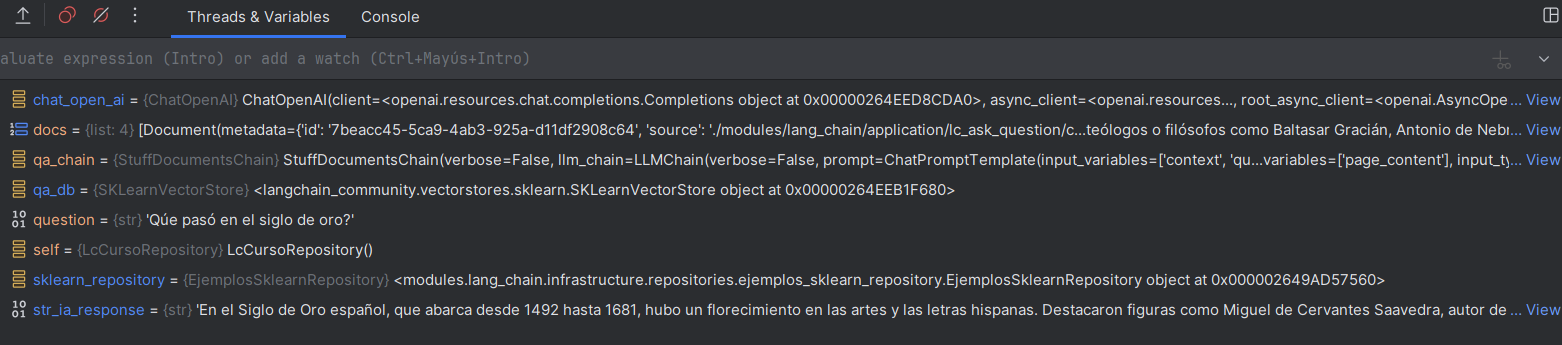 Threads & Variables Console
aluate expression (Intro) or add a watch (Ctrl+Mayús+Intro)
chat_open_ai = {ChatOpenAI} ChatOpenAI(client=<openai.resources.chat.completions.Completions object at 0x00000264EED8CDA0>, async_client=<openai.resources..., root_async_client=<openai.AsyncOpe... View
docs = {list: 4} [Document(metadata={'id': '7beacc45-5ca9-4ab3-925a-d11df2908c64', 'source': './modules/lang_chain/application/lc_ask_question/c...teólogos o filósofos como Baltasar Gracián, Antonio de Nebr... View
qa_chain = {StuffDocumentsChain} StuffDocumentsChain(verbose=False, llm_chain=LLMChain(verbose=False, prompt=ChatPromptTemplate(input_variables=['context', 'qu...variables=['page_content'], input_ty... View
qa_db = {SKLearnVectorStore} <langchain_community.vectorstores.sklearn.SKLearnVectorStore object at 0x00000264EEB1F680>
question = {str} 'Qúe pasó en el siglo de oro?'
self = {LcCursoRepository} LcCursoRepository()
sklearn_repository = {EjemplosSklearnRepository} <modules.lang_chain.infrastructure.repositories.ejemplos_sklearn_repository.EjemplosSklearnRepository object at 0x000002649AD57560>
str_ia_response = {str} 'En el Siglo de Oro español, que abarca desde 1492 hasta 1681, hubo un florecimiento en las artes y las letras hispanas. Destacaron figuras como Miguel de Cervantes Saavedra, autor de ... View